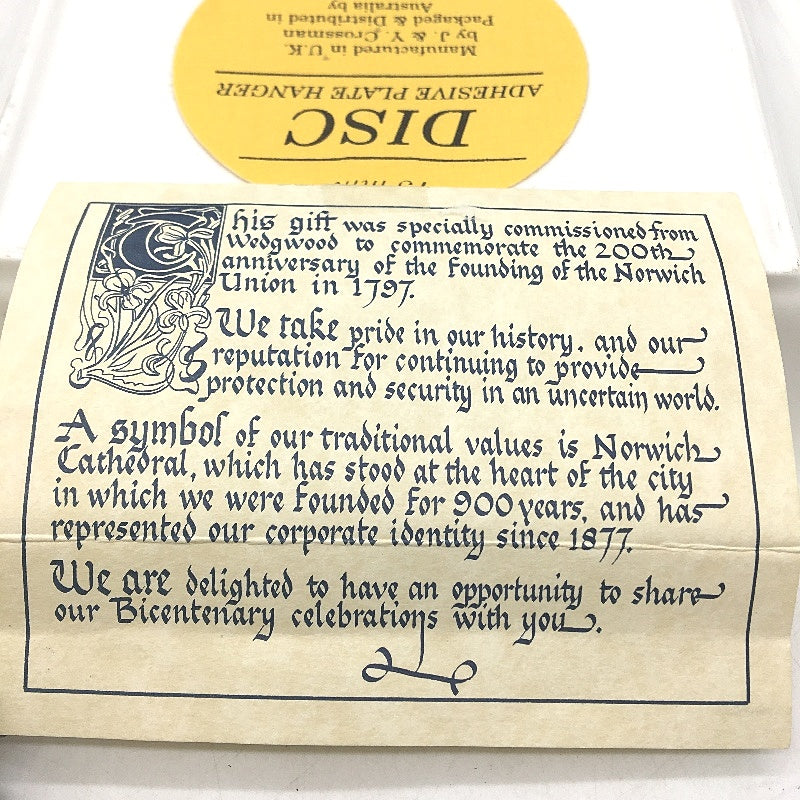 Australia by
Packaged & Distributed in
by J. & Y. Crossman
Manufactured in U.K.
ADHESIVE PLATE HANGER
DISC
This gift was specially commissioned from
Wedgwood to commemorate the 200th
anniversary of the founding of the Norwich
Union in 1797.
We take pride in our history, and our
reputation for continuing to provide
protection and security in an uncertain world.
A symbol of our traditional values is Norwich
Cathedral, which has stood at the heart of the city
in which we were founded for 900 years, and has
represented our corporate identity since 1877.
We are delighted to have an opportunity to share
our Bicentenary celebrations with you.